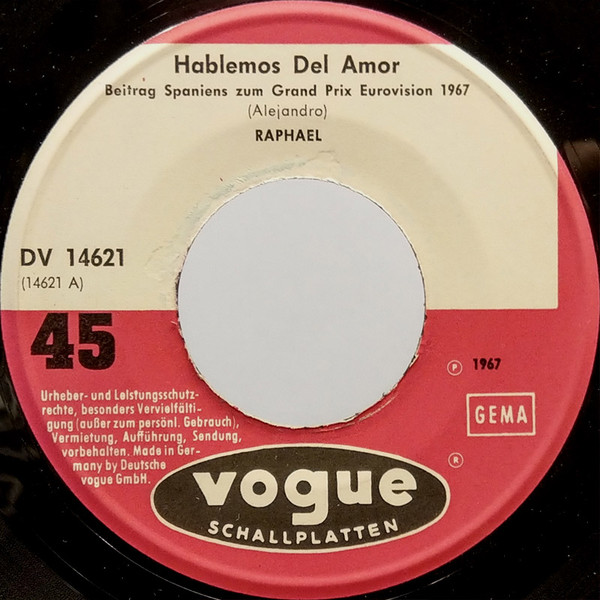 Hablemos Del Amor
Beitrag Spaniens zum Grand Prix Eurovision 1967
(Alejandro)
RAPHAEL
DV 14621
(14621 A)
45
℗ 1967
Urheber- und Leistungsschutz-
rechte, besonders Vervielfälti-
gung (außer zum persönl. Gebrauch),
Vermietung, Aufführung, Sendung,
vorbehalten. Made in Ger-
many by Deutsche
vogue GmbH.
GEMA
®
vogue
SCHALLPLATTEN